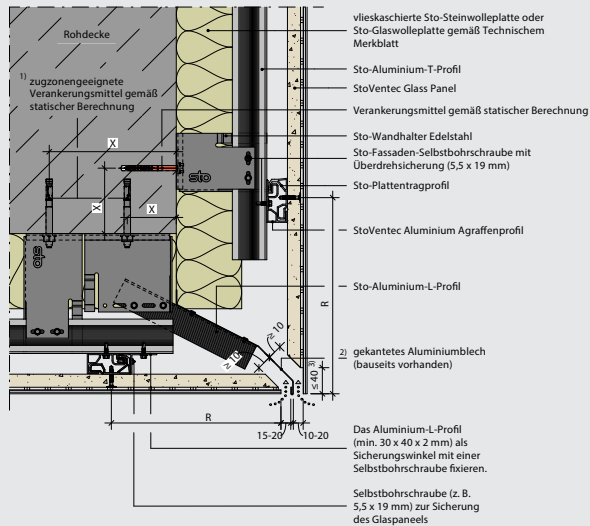 vlieskaschierte Sto-Steinwolleplatte oder
Sto-Glaswolleplatte gemäß Technischem
Merkblatt
Rohdecke
Sto-Aluminium-T-Profil
1) zugzonengeeignete
Verankerungsmittel gemäß
statischer Berechnung
StoVentec Glass Panel
Verankerungsmittel gemäß statischer Berechnung
Sto-Wandhalter Edelstahl
X
Sto-Fassaden-Selbstbohrschraube mit
Überdrehsicherung (5,5 x 19 mm)
sto
Sto-Plattentragprofil
X
X
StoVentec Aluminium Agraffenprofil
sto
Sto-Aluminium-L-Profil
R
≥ 10
≥ 10
2) gekantetes Aluminiumblech
(bauseits vorhanden)
≤ 40 3)
R
15-20
10-20
Das Aluminium-L-Profil
(min. 30 x 40 x 2 mm) als
Sicherungswinkel mit einer
Selbstbohrschraube fixieren.
Selbstbohrschraube (z. B.
5,5 x 19 mm) zur Sicherung
des Glaspaneels